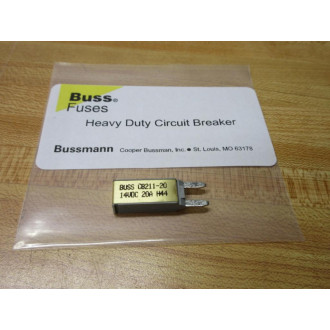 Buss®
Fuses
Heavy Duty Circuit Breaker
Bussmann Cooper Bussman, Inc. ● St. Louis, MO 63178
BUSS CB211-20
14VDC 20A H44